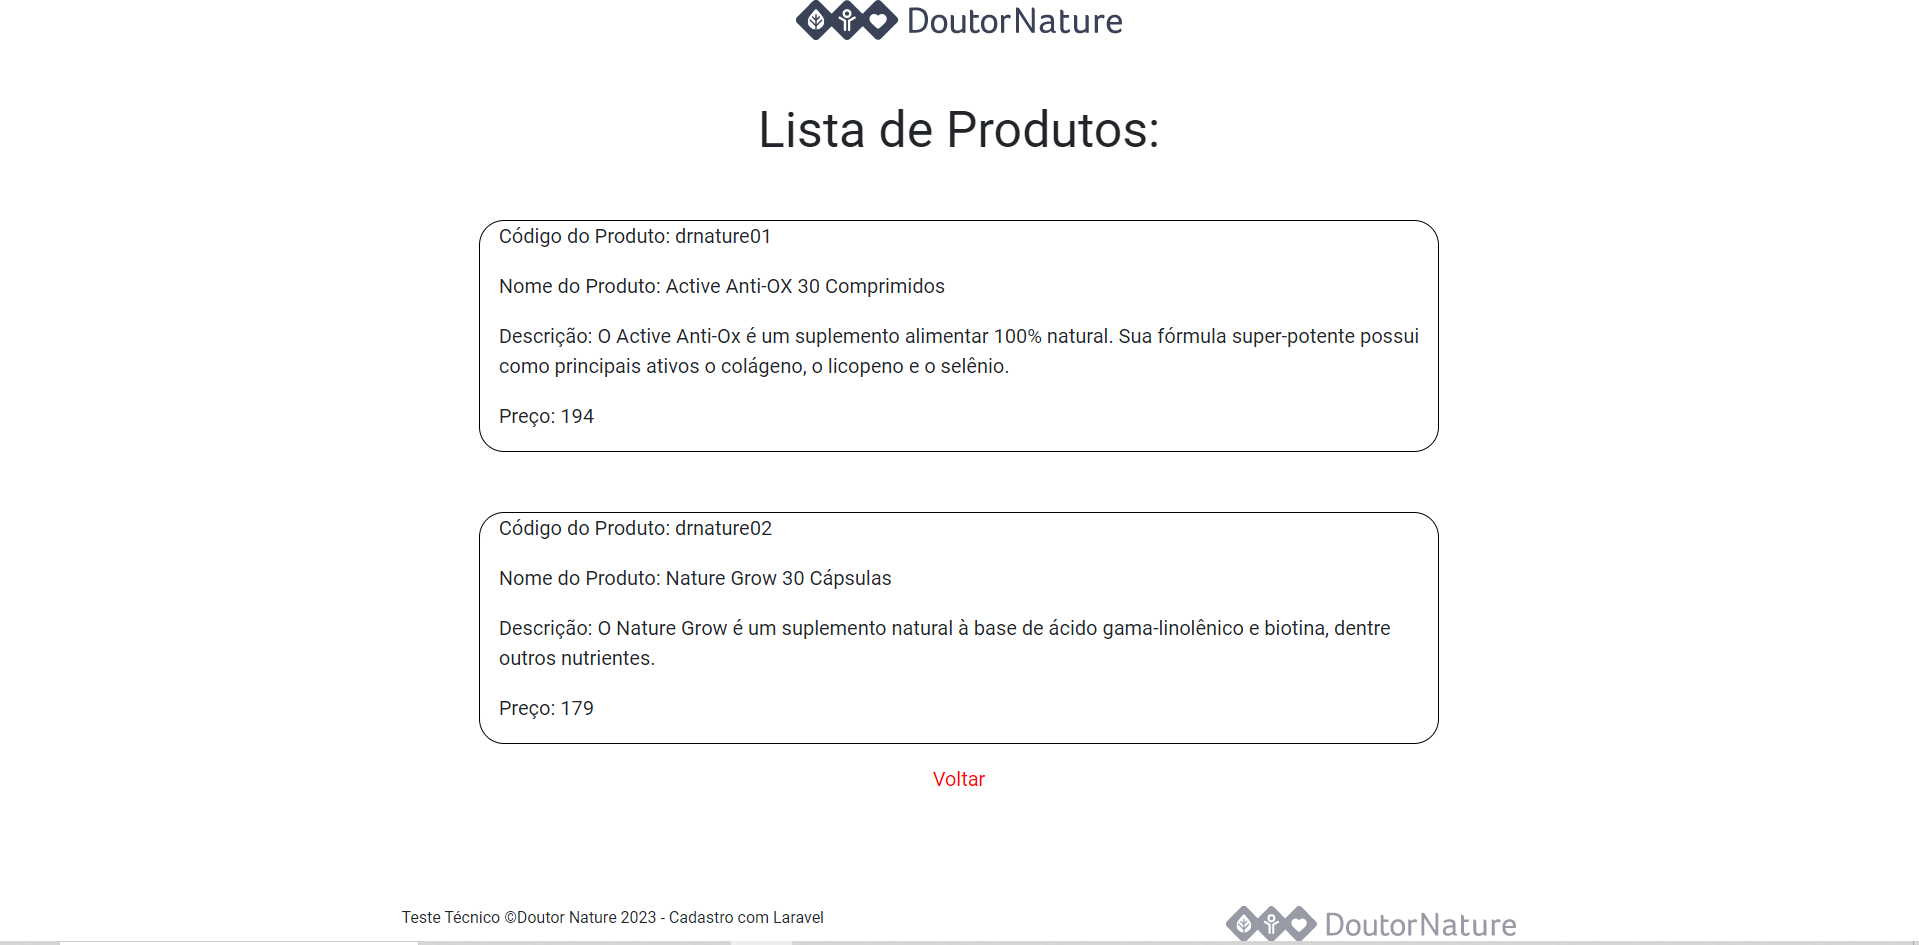 DoutorNature
Lista de Produtos:
Código do Produto: drnature01
Nome do Produto: Active Anti-OX 30 Comprimidos
Descrição: O Active Anti-Ox é um suplemento alimentar 100% natural. Sua fórmula super-potente possui
como principais ativos o colágeno, o licopeno e o selênio.
Preço: 194
Código do Produto: drnature02
Nome do Produto: Nature Grow 30 Cápsulas
Descrição: O Nature Grow é um suplemento natural à base de ácido gama-linolênico e biotina, dentre
outros nutrientes.
Preço: 179
Voltar
Teste Técnico ©Doutor Nature 2023 - Cadastro com Laravel
DoutorNature